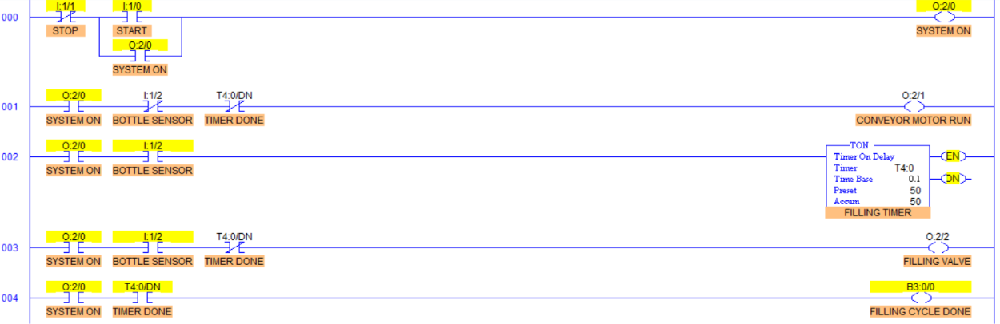 I:1/1 I:1/0 O:2/0
000
STOP START SYSTEM ON
O:2/0
SYSTEM ON
O:2/0 I:1/2 T4:0/DN O:2/1
001
SYSTEM ON BOTTLE SENSOR TIMER DONE CONVEYOR MOTOR RUN
O:2/0 I:1/2 TON
002
Timer On Delay EN
SYSTEM ON BOTTLE SENSOR Timer T4:0
Time Base 0.1 DN
Preset 50
Accum 50
FILLING TIMER
O:2/0 I:1/2 T4:0/DN O:2/2
003
SYSTEM ON BOTTLE SENSOR TIMER DONE FILLING VALVE
O:2/0 T4:0/DN B3:0/0
004
SYSTEM ON TIMER DONE FILLING CYCLE DONE